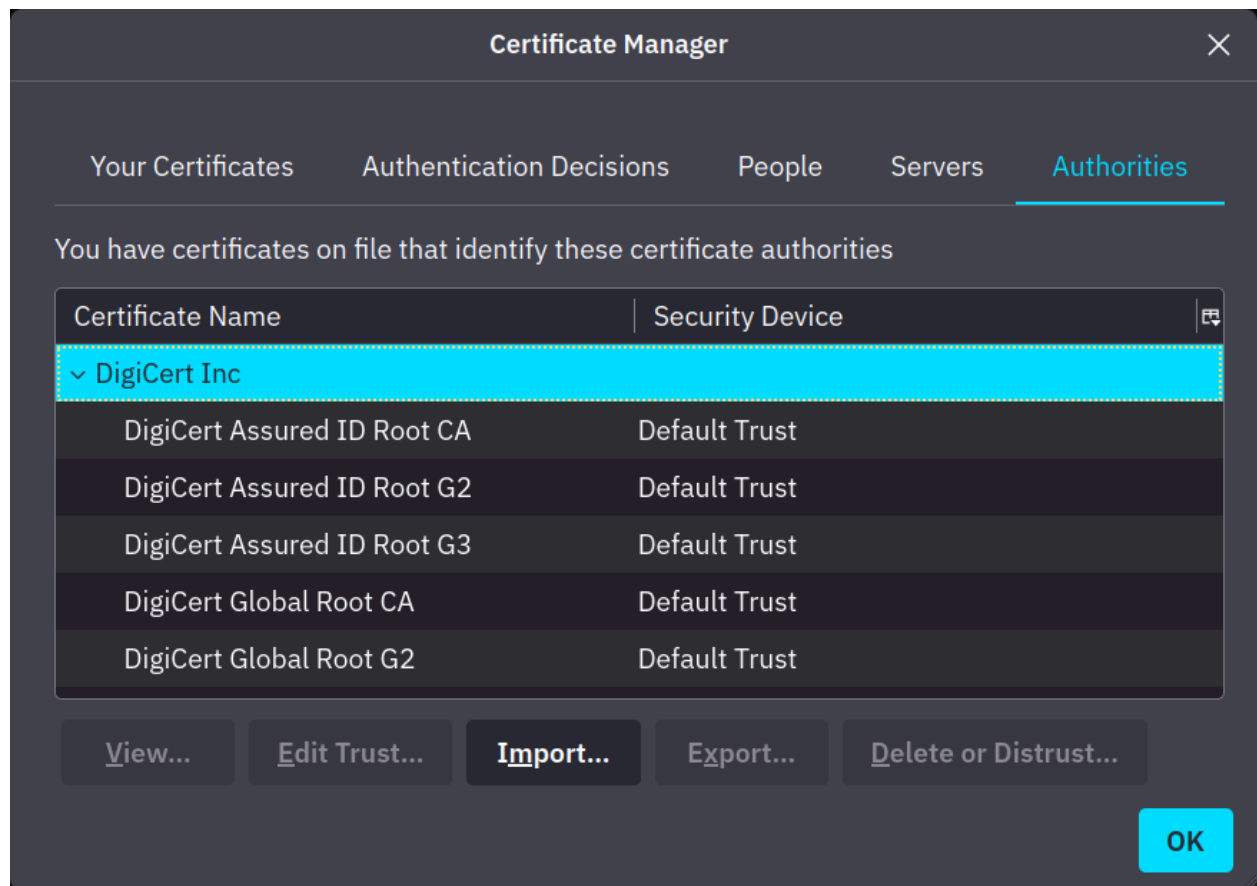 Certificate Manager
Your Certificates Authentication Decisions People Servers Authorities
You have certificates on file that identify these certificate authorities
Certificate Name Security Device
DigiCert Inc
DigiCert Assured ID Root CA Default Trust
DigiCert Assured ID Root G2 Default Trust
DigiCert Assured ID Root G3 Default Trust
DigiCert Global Root CA Default Trust
DigiCert Global Root G2 Default Trust
View... Edit Trust... Import... Export... Delete or Distrust...
OK